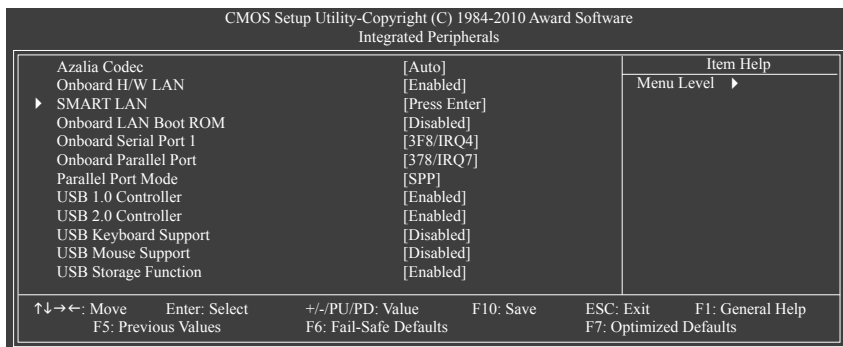 CMOS Setup Utility-Copyright (C) 1984-2010 Award Software
Integrated Peripherals
Azalia Codec [Auto]
Onboard H/W LAN [Enabled]
SMART LAN [Press Enter]
Onboard LAN Boot ROM [Disabled]
Onboard Serial Port 1 [3F8/IRQ4]
Onboard Parallel Port [378/IRQ7]
Parallel Port Mode [SPP]
USB 1.0 Controller [Enabled]
USB 2.0 Controller [Enabled]
USB Keyboard Support [Disabled]
USB Mouse Support [Disabled]
USB Storage Function [Enabled]
Item Help
Menu Level
↑↓→←: Move Enter: Select +/-/PU/PD: Value F10: Save ESC: Exit F1: General Help
F5: Previous Values F6: Fail-Safe Defaults F7: Optimized Defaults